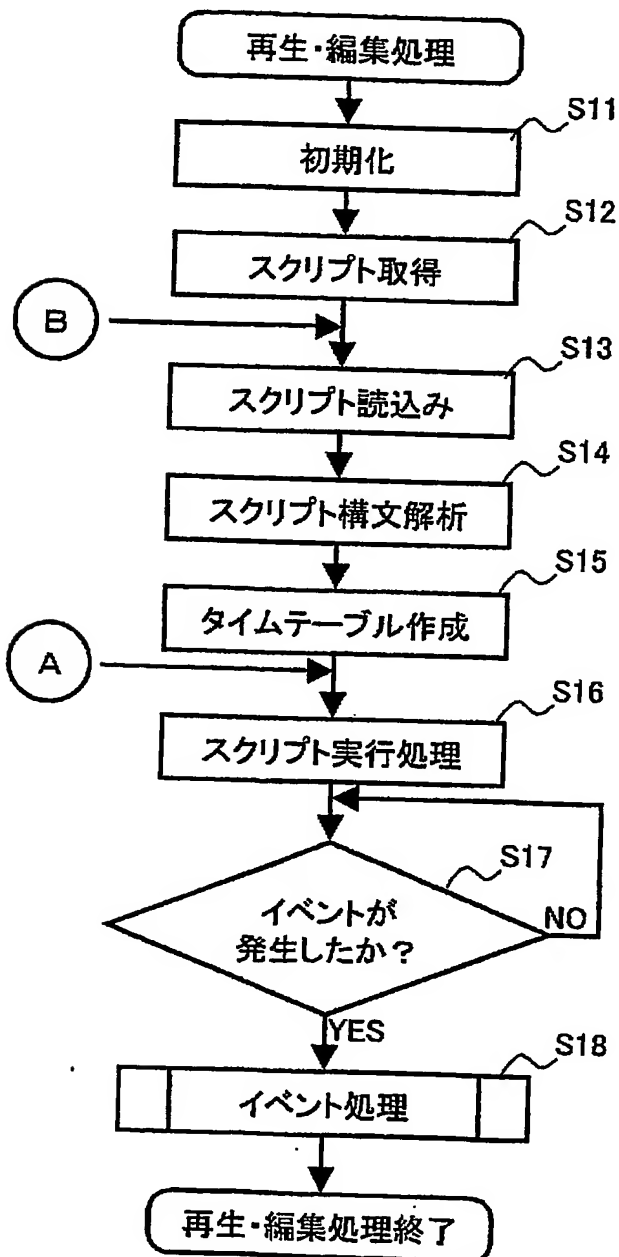 再生・編集処理
S11
初期化
S12
スクリプト取得
B
S13
スクリプト読込み
S14
スクリプト構文解析
S15
タイムテーブル作成
A
S16
スクリプト実行処理
S17
イベントが
発生したか？
NO
YES
S18
イベント処理
再生・編集処理終了